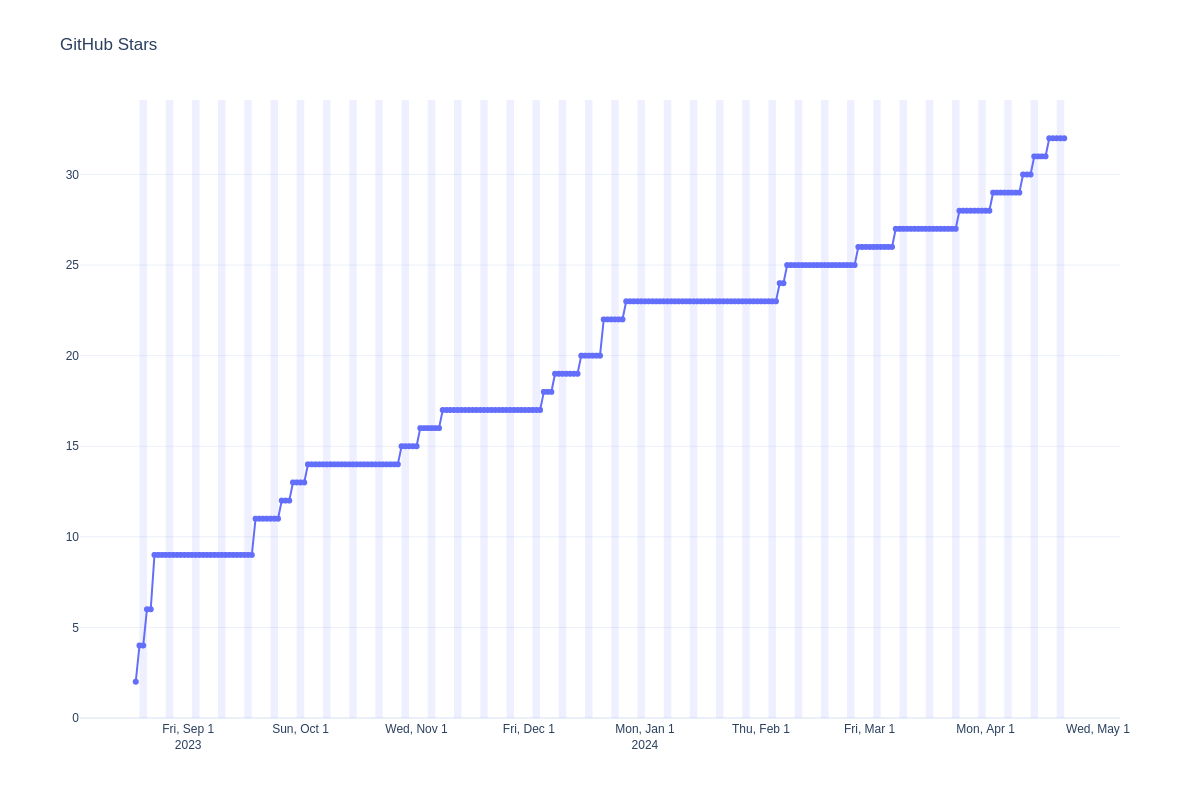 GitHub Stars
30
25
20
15
10
5
0
Fri, Sep 1
2023
Sun, Oct 1
Wed, Nov 1
Fri, Dec 1
Mon, Jan 1
2024
Thu, Feb 1
Fri, Mar 1
Mon, Apr 1
Wed, May 1